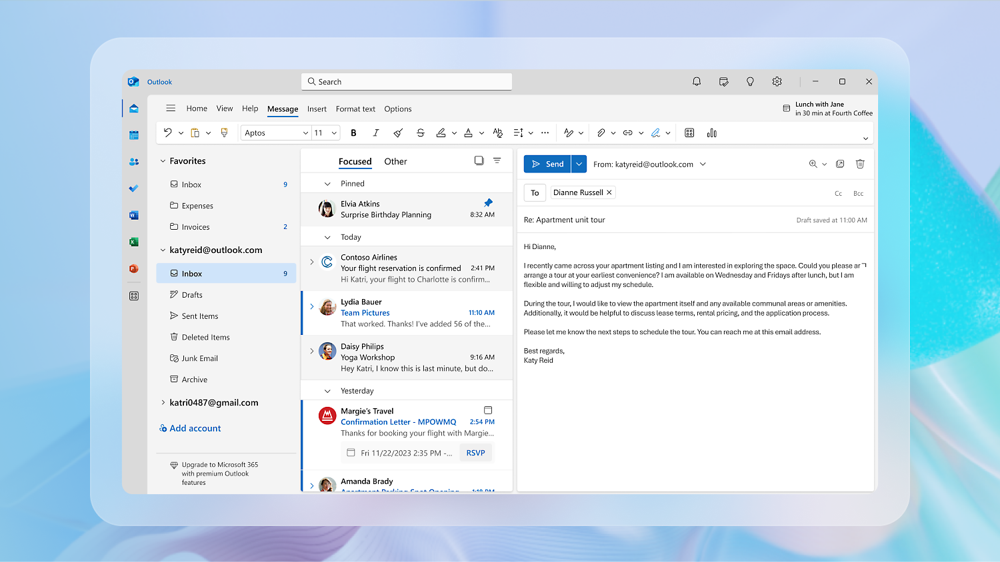 Outlook
Search
Home View Help Message Insert Format text Options
Lunch with Jane
in 30 min at Fourth Coffee
Aptos 11
Favorites
Inbox 9
Expenses
Invoices 2
katyreid@outlook.com
Inbox 9
Drafts
Sent Items
Deleted Items
Junk Email
Archive
katri0487@gmail.com
Add account
Upgrade to Microsoft 365
with premium Outlook
features
Focused Other
Pinned
Elvia Atkins
Surprise Birthday Planning 8:32 AM
Today
Contoso Airlines
Your flight reservation is confirmed 2:41 PM
Hi Katri, your flight to Charlotte is confirm...
Lydia Bauer
Team Pictures 11:10 AM
That worked. Thanks! I've added 56 of the...
Daisy Philips
Yoga Workshop 9:16 AM
Hey Katri, I know this is last minute, but do...
Yesterday
Margie's Travel
Confirmation Letter - MPOWMQ 2:54 PM
Thanks for booking your flight with Margie...
Fri 11/22/2023 2:35 PM -... RSVP
Amanda Brady
Apartment Parking Spot Opening 1:18 PM
Send From: katyreid@outlook.com
To Dianne Russell Cc Bcc
Re: Apartment unit tour Draft saved at 11:00 AM
Hi Dianne,
I recently came across your apartment listing and I am interested in exploring the space. Could you please ar
arrange a tour at your earliest convenience? I am available on Wednesday and Fridays after lunch, but I am
flexible and willing to adjust my schedule.
During the tour, I would like to view the apartment itself and any available communal areas or amenities.
Additionally, it would be helpful to discuss lease terms, rental pricing, and the application process.
Please let me know the next steps to schedule the tour. You can reach me at this email address.
Best regards,
Katy Reid